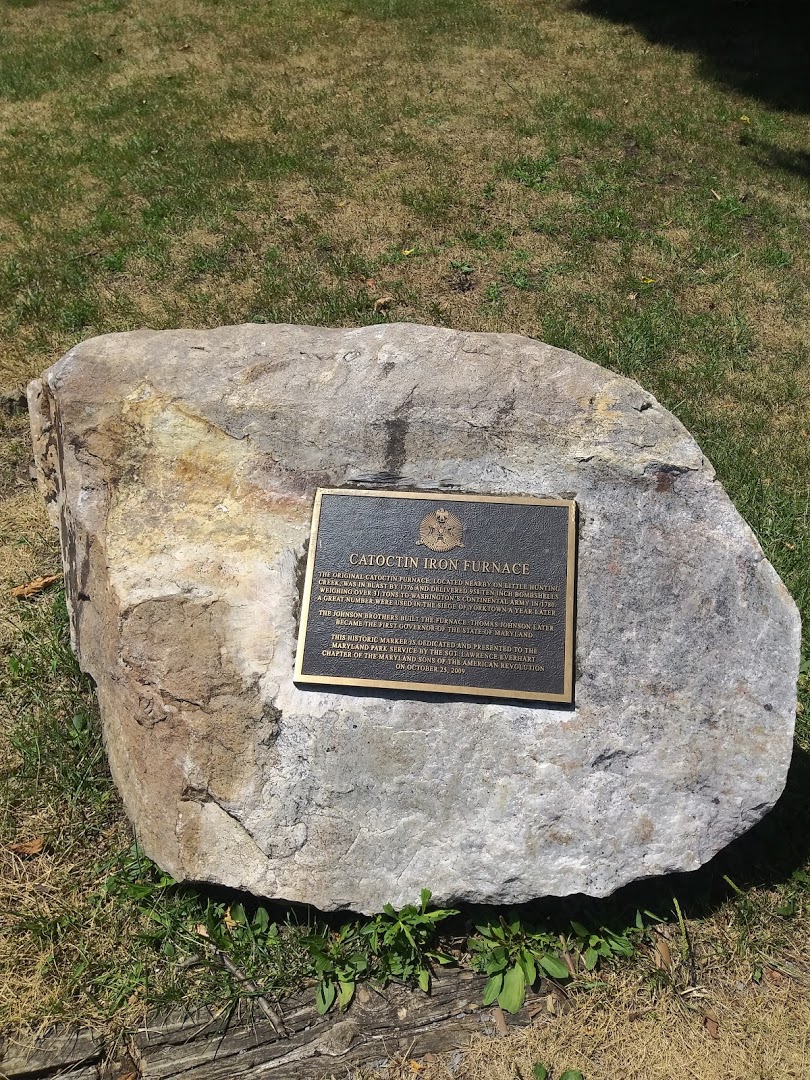 CATOCTIN IRON FURNACE
THE ORIGINAL CATOCTIN FURNACE, LOCATED NEARBY ON LITTLE HUNTING
CREEK, WAS IN BLAST BY 1776 AND DELIVERED 931 TEN INCH BOMBSHELLS
WEIGHING OVER 31 TONS TO WASHINGTON'S CONTINENTAL ARMY IN 1780.
A GREAT NUMBER WERE USED IN THE SIEGE OF YORKTOWN A YEAR LATER.
THE JOHNSON BROTHERS BUILT THE FURNACE. THOMAS JOHNSON LATER
BECAME THE FIRST GOVERNOR OF THE STATE OF MARYLAND.
THIS HISTORIC MARKER IS DEDICATED AND PRESENTED TO THE
MARYLAND PARK SERVICE BY THE SGT. LAWRENCE EVERHART
CHAPTER OF THE MARYLAND SONS OF THE AMERICAN REVOLUTION
ON OCTOBER 25, 2009